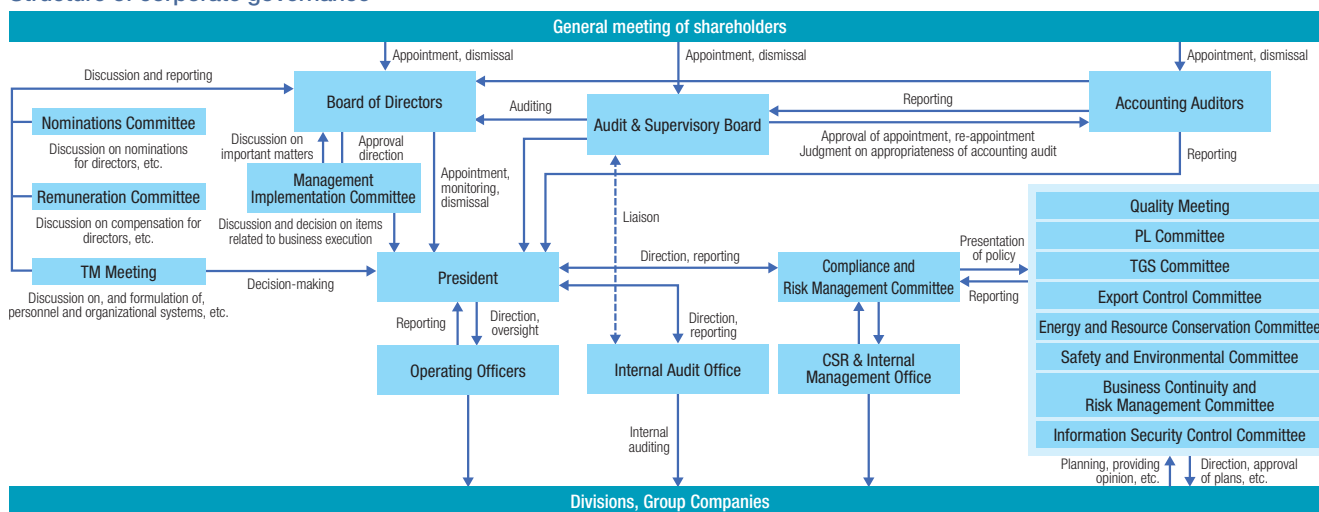 General meeting of shareholders
Appointment, dismissal
Appointment, dismissal
Appointment, dismissal
Discussion and reporting
Board of Directors
Auditing
Audit & Supervisory Board
Reporting
Accounting Auditors
Nominations Committee
Discussion on nominations
for directors, etc.
Discussion on
important matters
Approval
direction
Approval of appointment, re-appointment
Judgment on appropriateness of accounting audit
Reporting
Management
Implementation Committee
Discussion and decision on items
related to business execution
Appointment,
monitoring,
dismissal
Remuneration Committee
Discussion on compensation for
directors, etc.
Liaison
TM Meeting
Discussion on, and formulation of,
personnel and organizational systems, etc.
Decision-making
President
Direction, reporting
Compliance and
Risk Management Committee
Presentation
of policy
Reporting
Quality Meeting
PL Committee
TGS Committee
Export Control Committee
Energy and Resource Conservation Committee
Safety and Environmental Committee
Business Continuity and
Risk Management Committee
Information Security Control Committee
Reporting
Direction,
oversight
Direction,
reporting
Operating Officers
Internal Audit Office
CSR & Internal
Management Office
Internal
auditing
Planning, providing
opinion, etc.
Direction, approval
of plans, etc.
Divisions, Group Companies